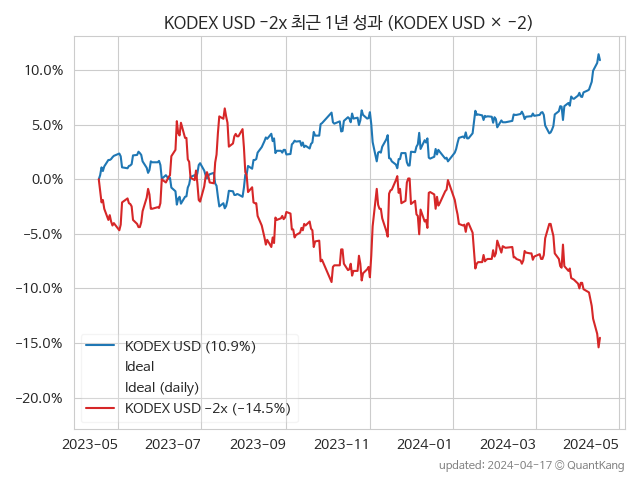 KODEX USD −2x 최근 1년 성과 (KODEX USD × −2)
10.0%
5.0%
0.0%
−5.0%
−10.0%
−15.0%
−20.0%
KODEX USD (10.9%)
Ideal
Ideal (daily)
KODEX USD −2x (−14.5%)
2023-05 2023-07 2023-09 2023-11 2024-01 2024-03 2024-05
updated: 2024-04-17 © QuantKang